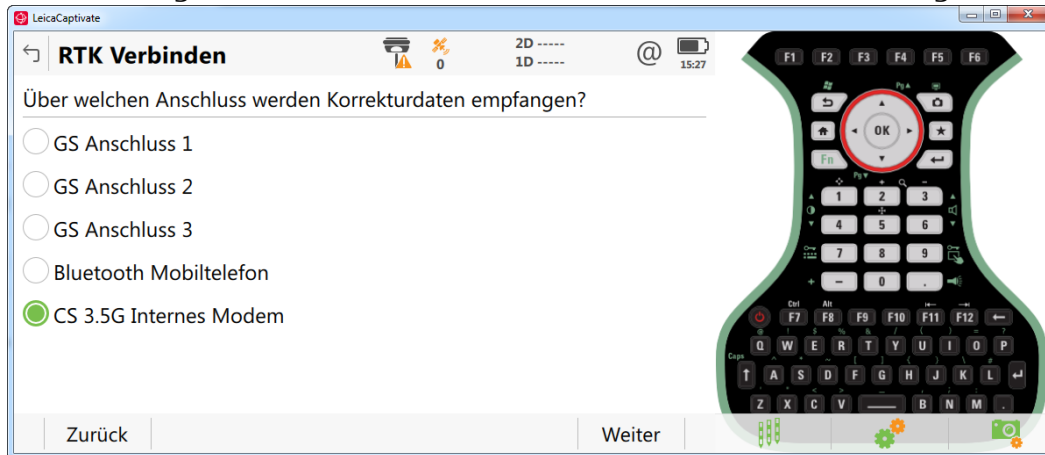 LeicaCaptivate
RTK Verbinden
0
2D -----
1D -----
@
15:27
Über welchen Anschluss werden Korrekturdaten empfangen?
GS Anschluss 1
GS Anschluss 2
GS Anschluss 3
Bluetooth Mobiltelefon
CS 3.5G Internes Modem
Zurück
Weiter
F1 F2 F3 F4 F5 F6
Pg
OK
Fn
Pg
1 2 3
4 5 6
7 8 9
- 0 .
Ctrl Alt
F7 F8 F9 F10 F11 F12
Q W E R T Y U I O P
Caps
A S D F G H J K L
Z X C V B N M .